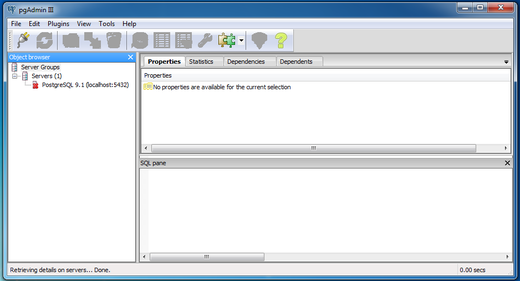 pgAdmin III
File Edit Plugins View Tools Help
Object browser
Server Groups
Servers (1)
PostgreSQL 9.1 (localhost:5432)
Properties Statistics Dependencies Dependents
Properties
No properties are available for the current selection
SQL pane
Retrieving details on servers... Done. 0.00 secs